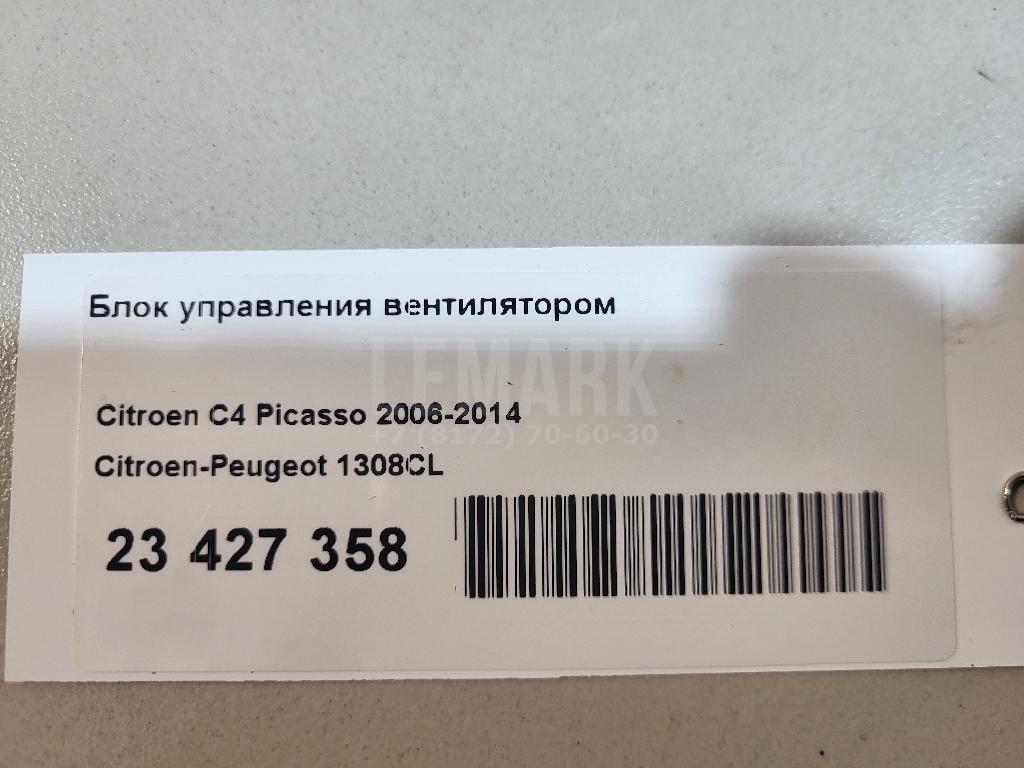 Блок управления вентилятором
LEMARK
Citroen C4 Picasso 2006-2014
+7 (8172) 70-60-30
Citroen-Peugeot 1308CL
23 427 358